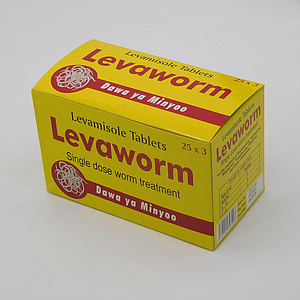 Levamisole Tablets
25 x 3
Levaworm
Dawa ya Minyoo
Levamisole Tablets
25 x 3
Levaworm
Single dose worm treatment
Dawa ya Minyoo